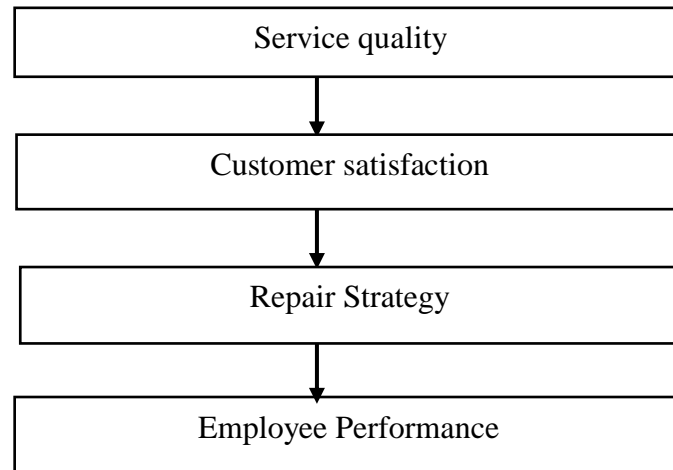 Service quality
Customer satisfaction
Repair Strategy
Employee Performance